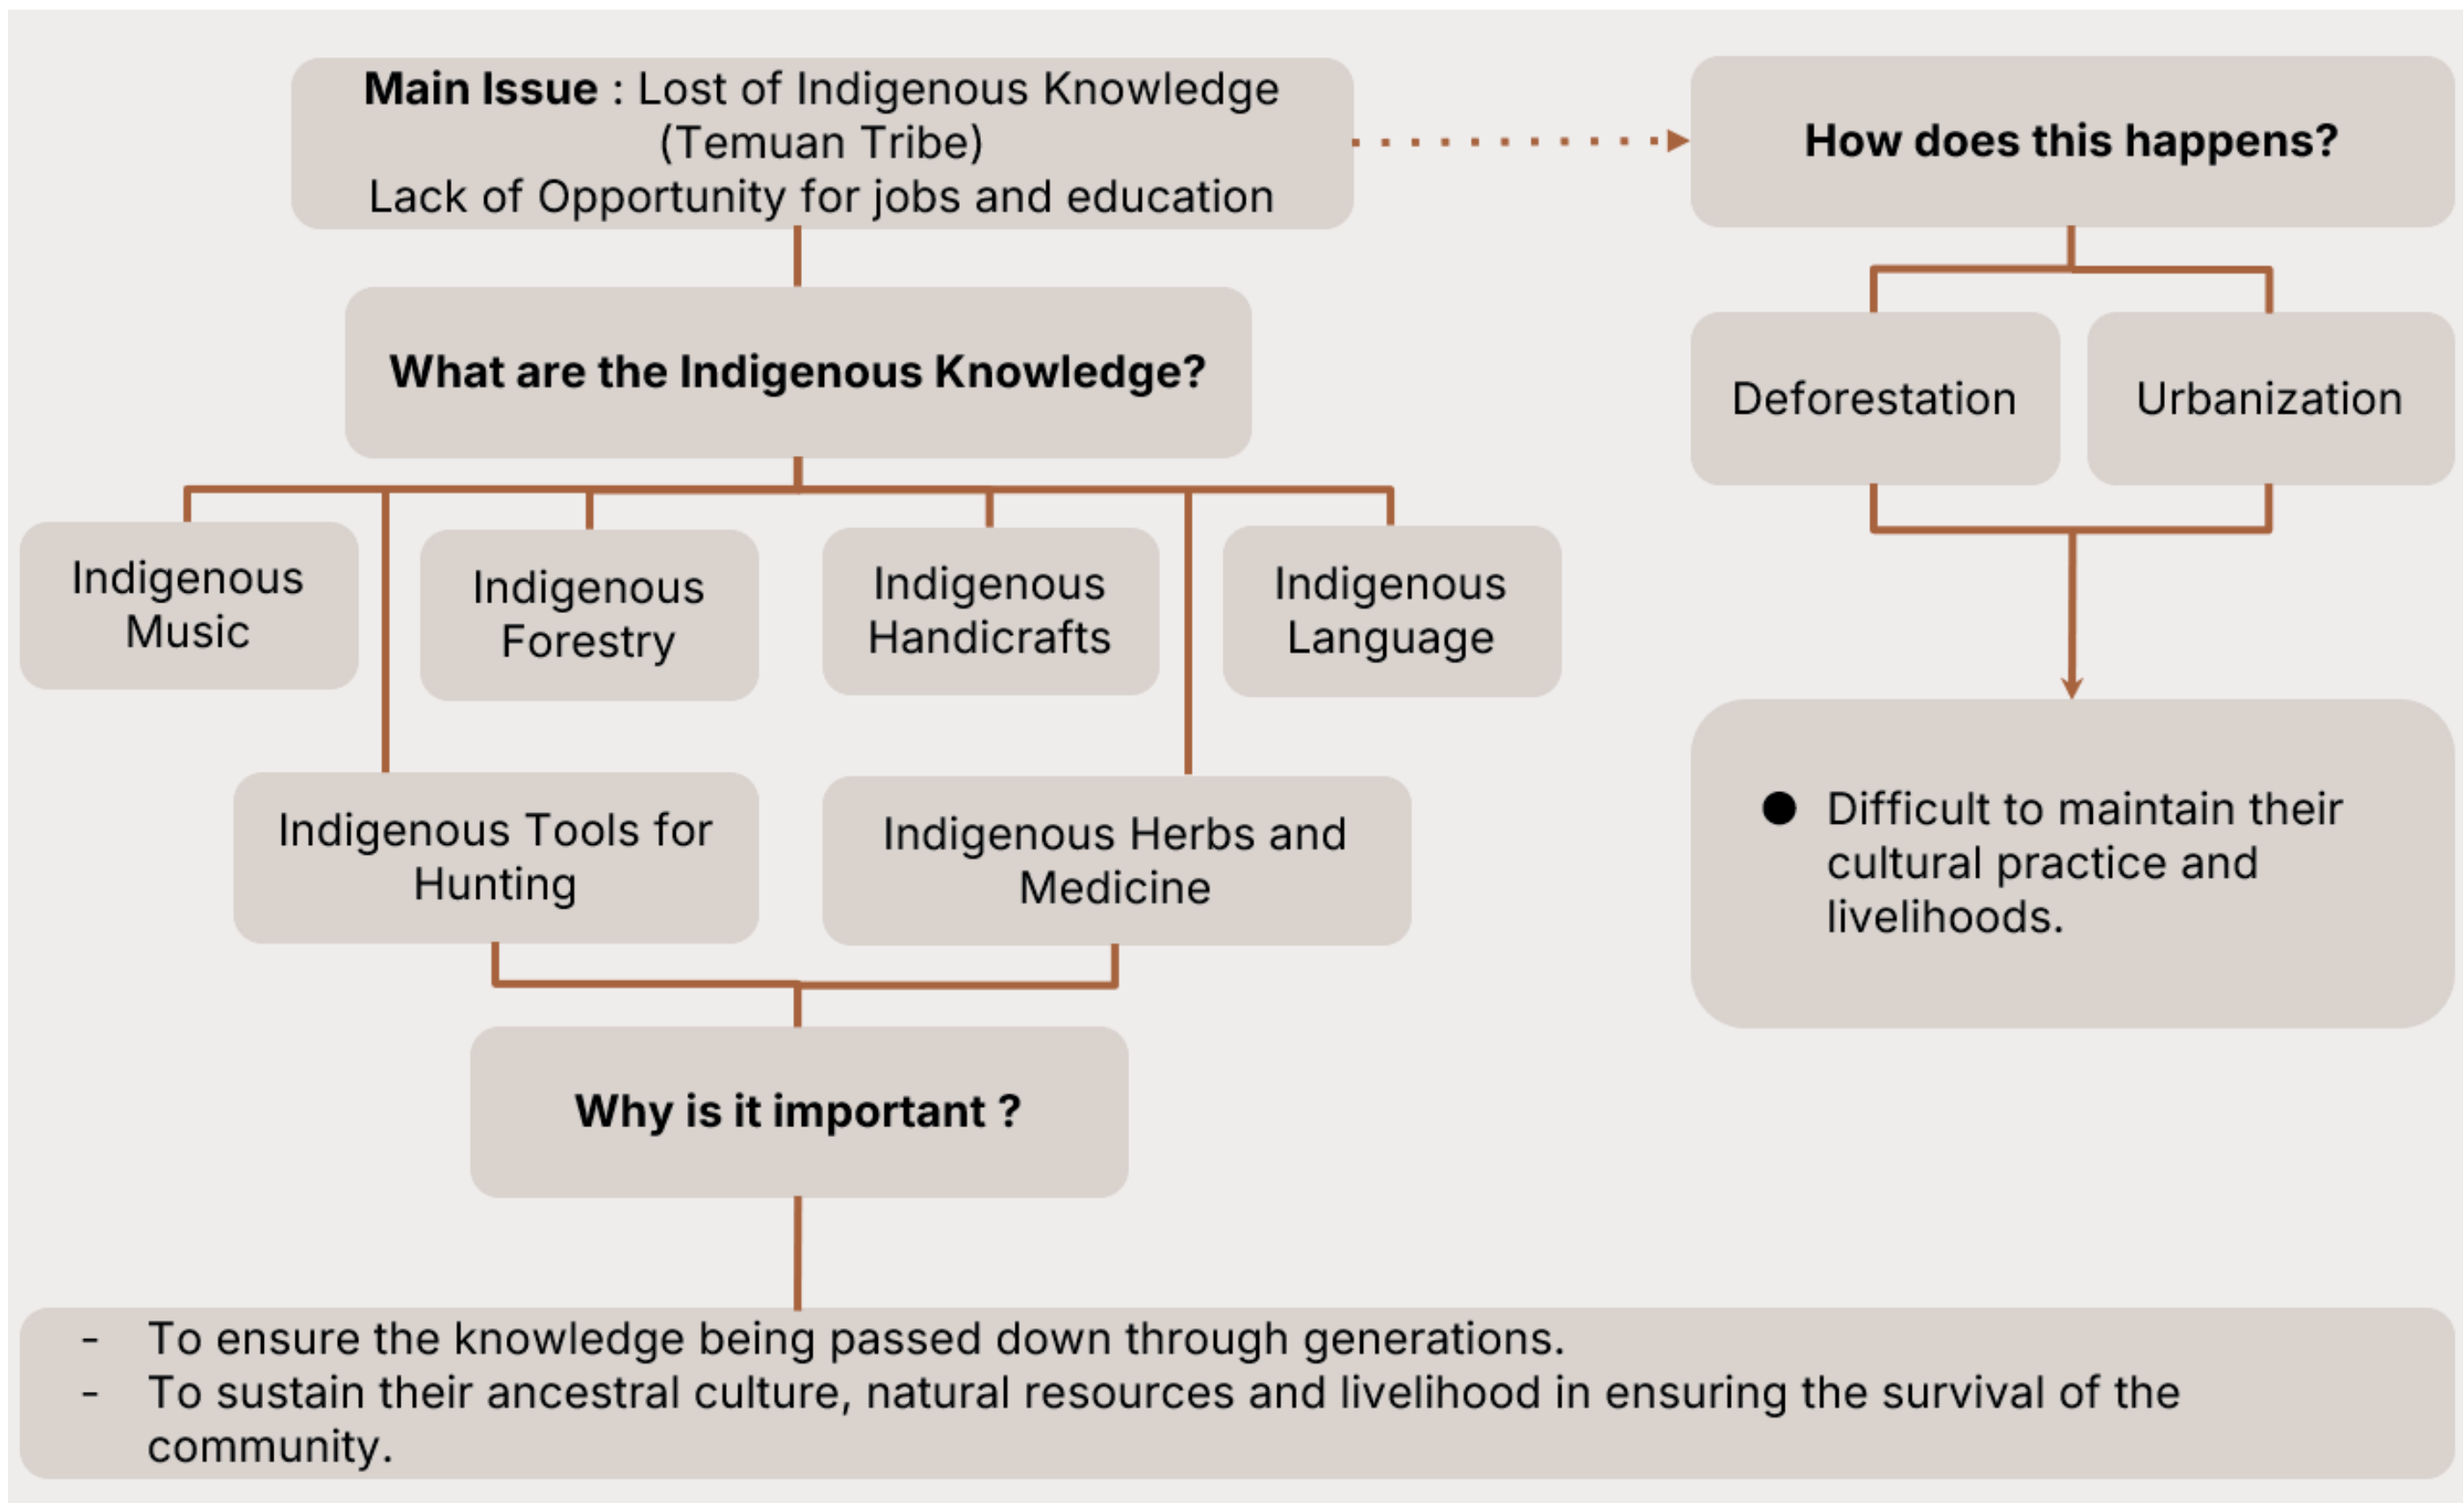 Main Issue : Lost of Indigenous Knowledge
(Temuan Tribe)
Lack of Opportunity for jobs and education
How does this happens?
What are the Indigenous Knowledge?
Deforestation
Urbanization
Indigenous
Music
Indigenous
Forestry
Indigenous
Handicrafts
Indigenous
Language
Indigenous Tools for
Hunting
Indigenous Herbs and
Medicine
● Difficult to maintain their
cultural practice and
livelihoods.
Why is it important ?
- To ensure the knowledge being passed down through generations.
- To sustain their ancestral culture, natural resources and livelihood in ensuring the survival of the
community.